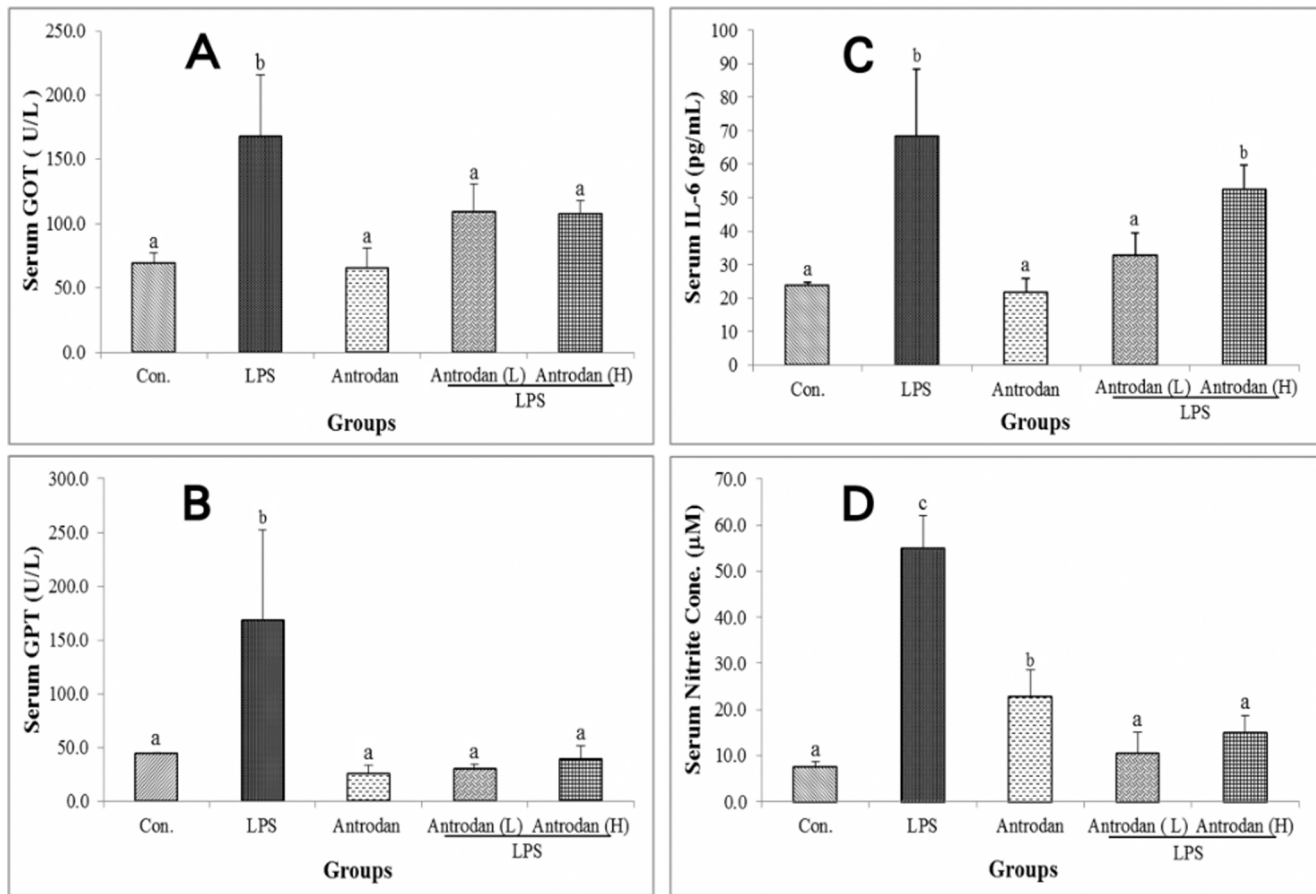 A
Serum GOT ( U/L )
250.0
200.0
150.0
100.0
50.0
0.0
a
b
a
a
a
Con.
LPS
Antrodan
Antrodan (L)
Antrodan (H)
LPS
Groups
C
Serum IL-6 (pg/mL)
100
90
80
70
60
50
40
30
20
10
0
a
b
a
a
b
Con.
LPS
Antrodan
Antrodan (L)
Antrodan (H)
LPS
Groups
B
Serum GPT (U/L)
300.0
250.0
200.0
150.0
100.0
50.0
0.0
a
b
a
a
a
Con.
LPS
Antrodan
Antrodan (L)
Antrodan (H)
LPS
Groups
D
Serum Nitrite Conc. (µM)
70.0
60.0
50.0
40.0
30.0
20.0
10.0
0.0
a
c
b
a
a
Con.
LPS
Antrodan
Antrodan ( L)
Antrodan (H)
LPS
Groups